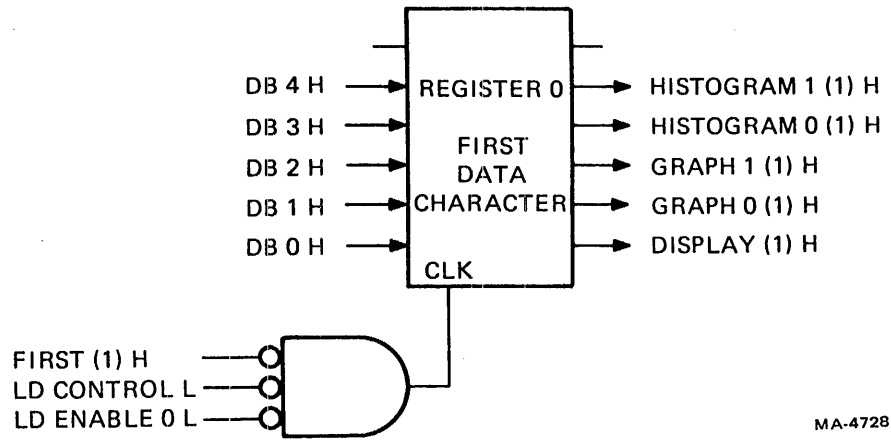 DB 4 H
REGISTER 0
HISTOGRAM 1 (1) H
DB 3 H
HISTOGRAM 0 (1) H
FIRST
DB 2 H
GRAPH 1 (1) H
DATA
DB 1 H
CHARACTER
GRAPH 0 (1) H
DB 0 H
DISPLAY (1) H
CLK
FIRST (1) H
LD CONTROL L
LD ENABLE 0 L
MA-4728